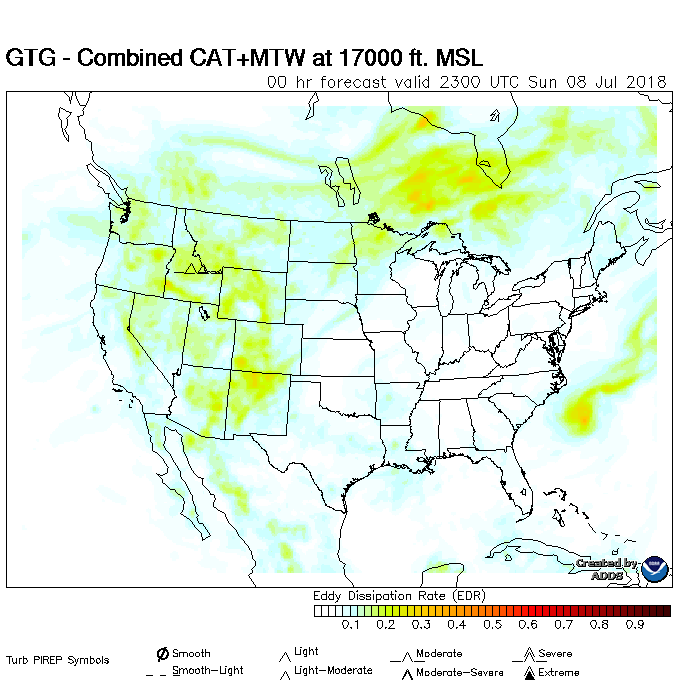 GTG - Combined CAT+MTW at 17000 ft. MSL
00 hr forecast valid 2300 UTC Sun 08 Jul 2018
Created by
ADDS
Eddy Dissipation Rate (EDR)
0.1 0.2 0.3 0.4 0.5 0.6 0.7 0.8 0.9
Turb PIREP Symbols
Smooth Light Moderate Severe
Smooth-Light Light-Moderate Moderate-Severe Extreme